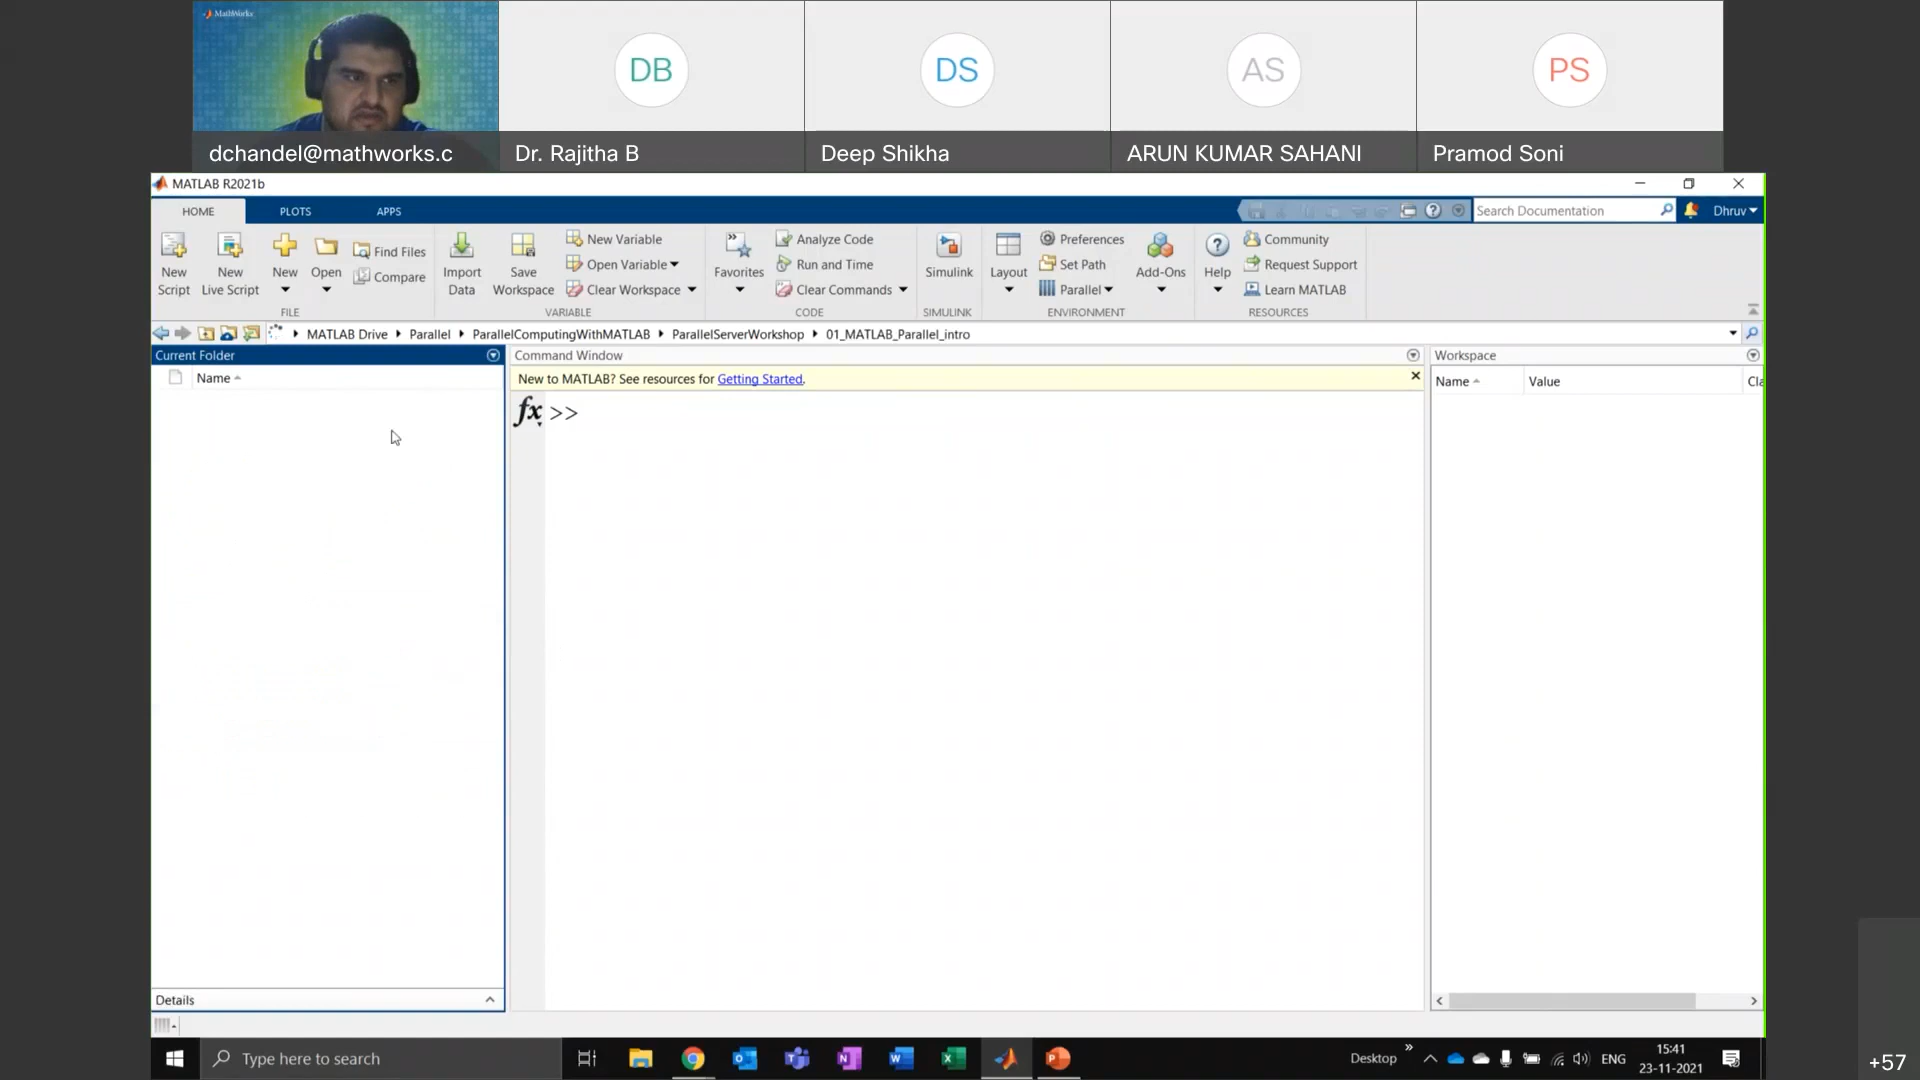 MathWorks
DB
DS
AS
PS
dchandel@mathworks.c
Dr. Rajitha B
Deep Shikha
ARUN KUMAR SAHANI
Pramod Soni
MATLAB R2021b
HOME
PLOTS
APPS
Search Documentation
Dhruv
New Script
New Live Script
New
Open
Find Files
Compare
FILE
Import Data
Save Workspace
New Variable
Open Variable
Clear Workspace
VARIABLE
Favorites
Analyze Code
Run and Time
Clear Commands
CODE
Simulink
SIMULINK
Layout
Preferences
Set Path
Parallel
Add-Ons
ENVIRONMENT
Help
Community
Request Support
Learn MATLAB
RESOURCES
MATLAB Drive
Parallel
ParallelComputingWithMATLAB
ParallelServerWorkshop
01_MATLAB_Parallel_intro
Current Folder
Name
Command Window
New to MATLAB? See resources for Getting Started.
fx >>
Workspace
Name
Value
Cla
Details
Type here to search
Desktop
ENG
15:41
23-11-2021
+57